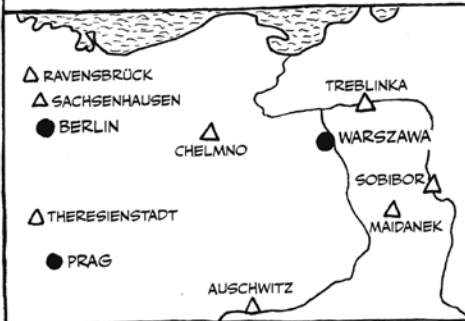 RAVENSBRÜCK
SACHSENHAUSEN
BERLIN
CHELMNO
TREBLINKA
WARSZAWA
SOBIBOR
MAIDANEK
THERESIENSTADT
PRAG
AUSCHWITZ